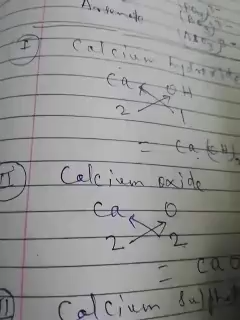 I Calcium hydroxide
Ca OH
2 1
= Ca(OH)2
II Calcium oxide
Ca O
2 2
= CaO
Calcium